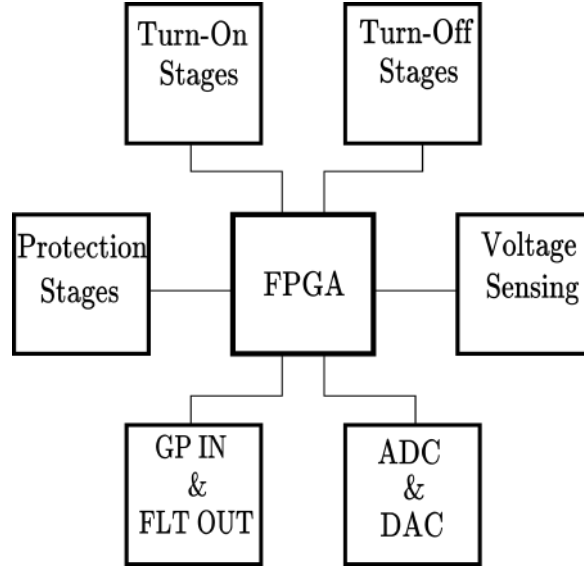 Turn-On
Stages
Turn-Off
Stages
Protection
Stages
FPGA
Voltage
Sensing
GP IN
&
FLT OUT
ADC
&
DAC